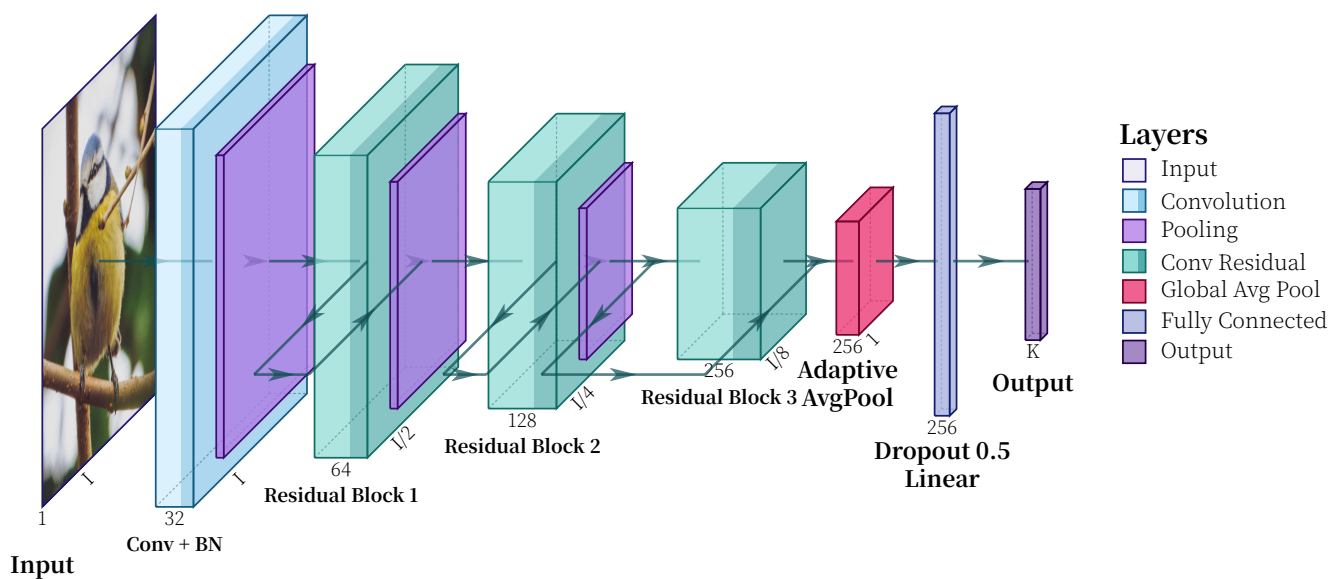 1
I
Input
32
I
Conv + BN
64
I/2
Residual Block 1
128
I/4
Residual Block 2
256
I/8
Residual Block 3
256
1
Adaptive
AvgPool
256
Dropout 0.5
Linear
K
Output
Layers
Input
Convolution
Pooling
Conv Residual
Global Avg Pool
Fully Connected
Output